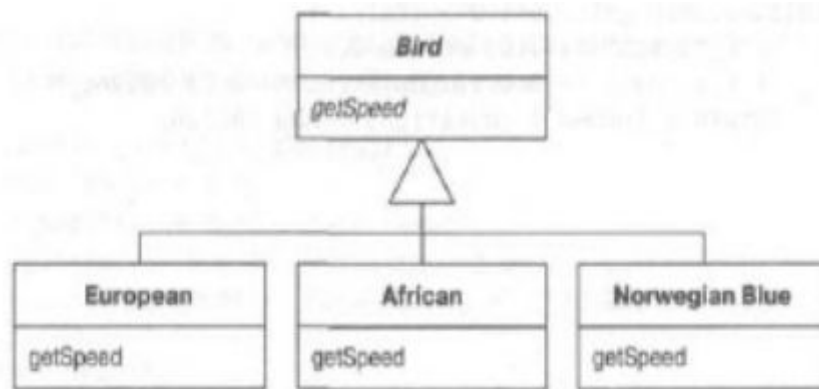 Bird
getSpeed
European
African
Norwegian Blue
getSpeed
getSpeed
getSpeed